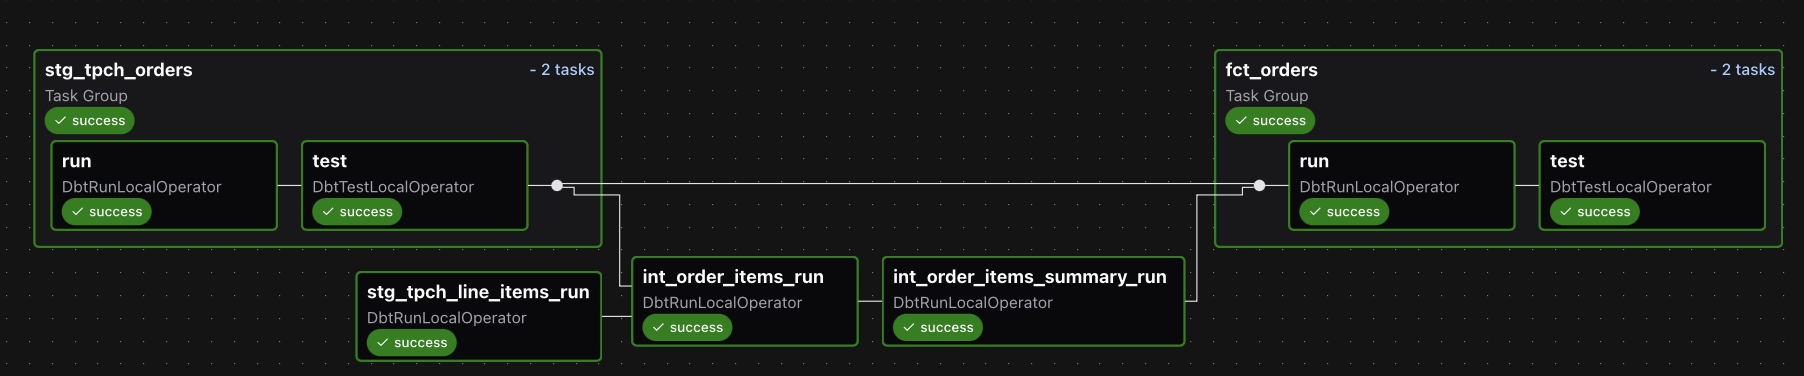 stg_tpch_orders
- 2 tasks
Task Group
success
run
DbtRunLocalOperator
success
test
DbtTestLocalOperator
success
stg_tpch_line_items_run
DbtRunLocalOperator
success
int_order_items_run
DbtRunLocalOperator
success
int_order_items_summary_run
DbtRunLocalOperator
success
fct_orders
- 2 tasks
Task Group
success
run
DbtRunLocalOperator
success
test
DbtTestLocalOperator
success